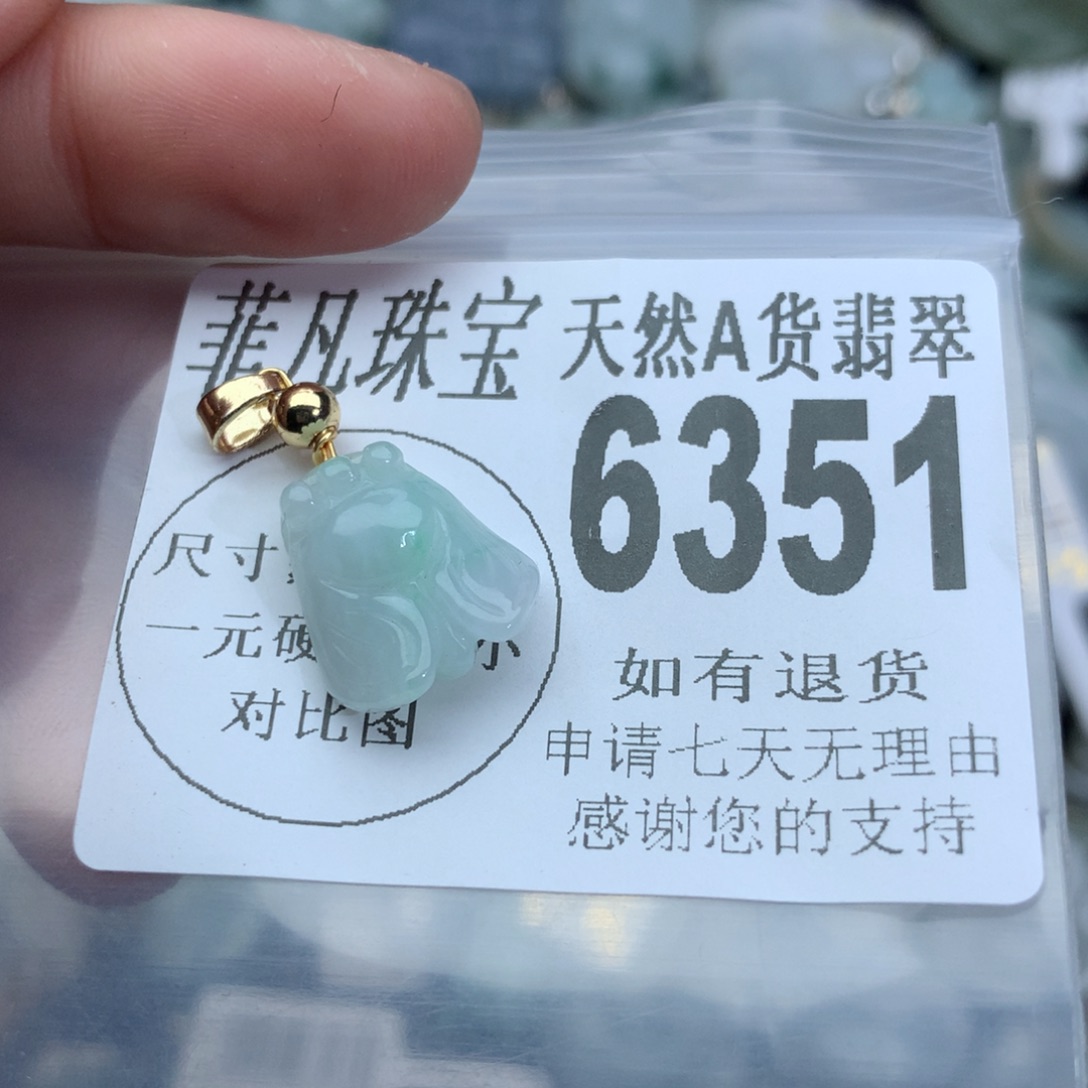 菲凡珠宝 天然A货翡翠
6351
尺寸
一元硬 小
对比图
如有退货
申请七天无理由
感谢您的支持